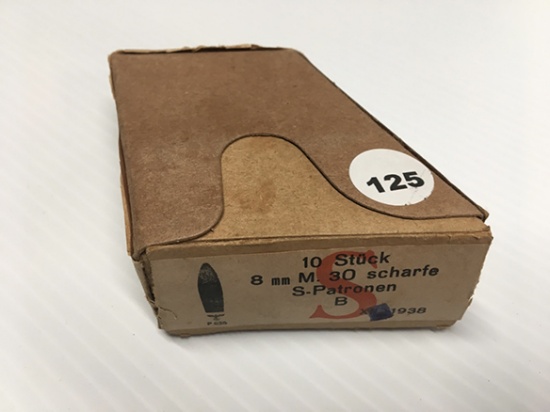 125
10 Stück
8 mm M. 30 scharfe
S-Patronen
B
1938
S